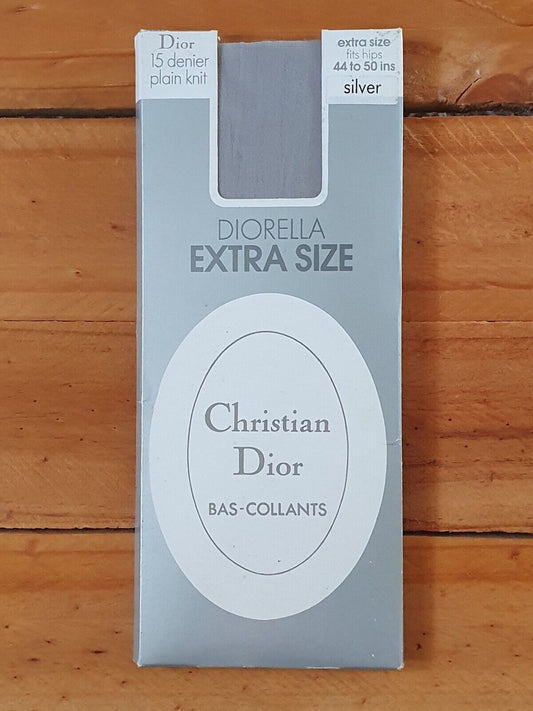 Dior
15 denier
plain knit
extra size
fits hips
44 to 50 ins
silver
DIORELLA
EXTRA SIZE
Christian
Dior
BAS-COLLANTS